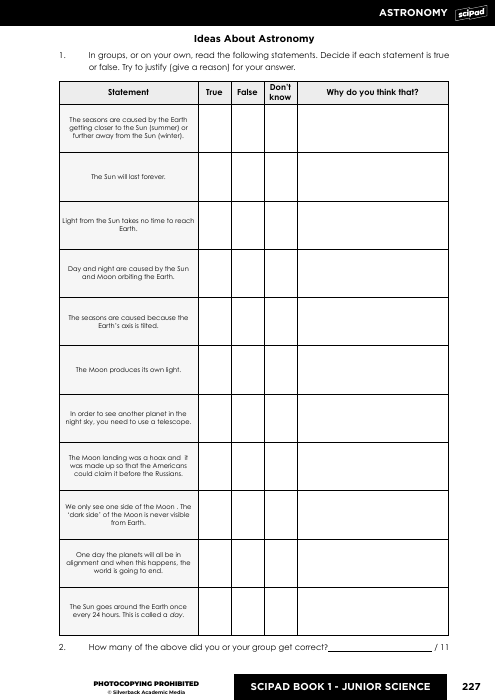 ASTRONOMY scipad
Ideas About Astronomy
1. In groups, or on your own, read the following statements. Decide if each statement is true
or false. Try to justify (give a reason) for your answer.
Statement True False Don't know Why do you think that?
The seasons are caused by the Earth
getting closer to the Sun (summer) or
further away from the Sun (winter).
The Sun will last forever.
Light from the Sun takes no time to reach
Earth.
Day and night are caused by the Sun
and Moon orbiting the Earth.
The seasons are caused because the
Earth's axis is tilted.
The Moon produces its own light.
In order to see another planet in the
night sky, you need to use a telescope.
The Moon landing was a hoax and it
was made up so that the Americans
could claim it before the Russians.
We only see one side of the Moon . The
'dark side' of the Moon is never visible
from Earth.
One day the planets will all be in
alignment and when this happens, the
world is going to end.
The Sun goes around the Earth once
every 24 hours. This is called a day.
2. How many of the above did you or your group get correct?____________ / 11
PHOTOCOPYING PROHIBITED
© Silverback Academic Media
SCIPAD BOOK 1 - JUNIOR SCIENCE 227